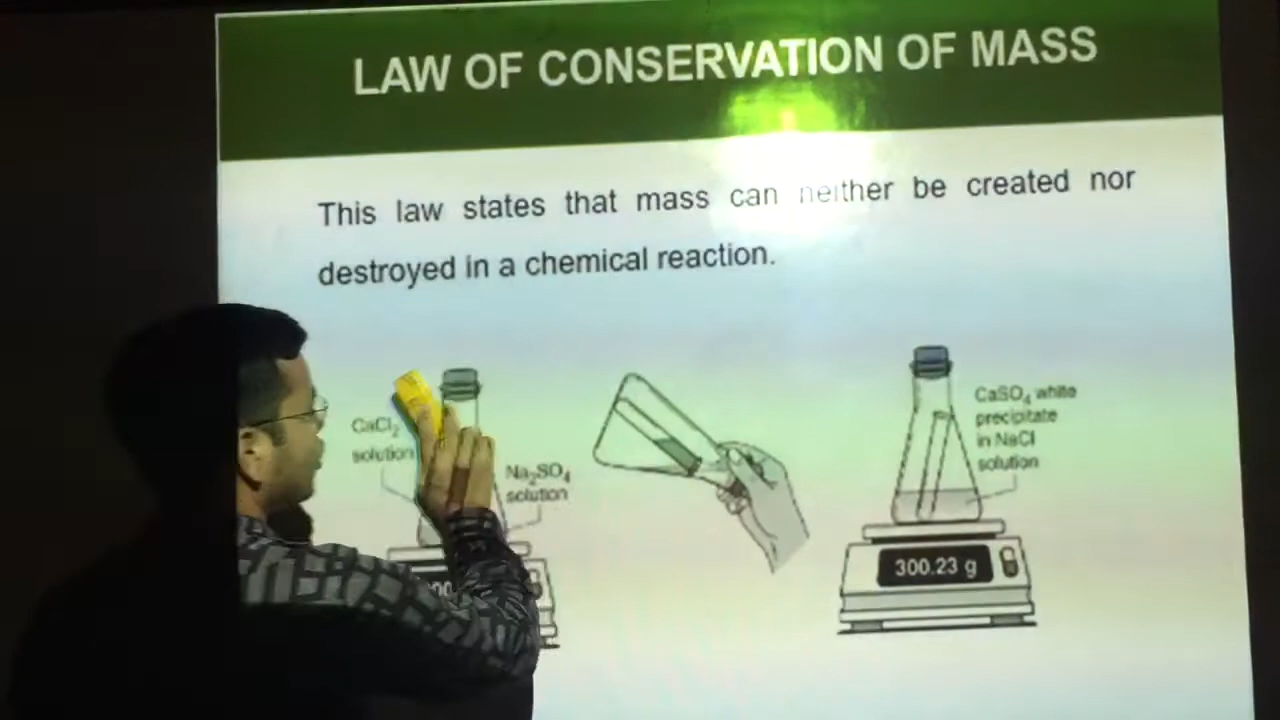 LAW OF CONSERVATION OF MASS
This law states that mass can neither be created nor
destroyed in a chemical reaction.
CaCl₂
solution
Na₂SO₄
solution
CaSO₄ white
precipitate
in NaCl
solution
300.23 g